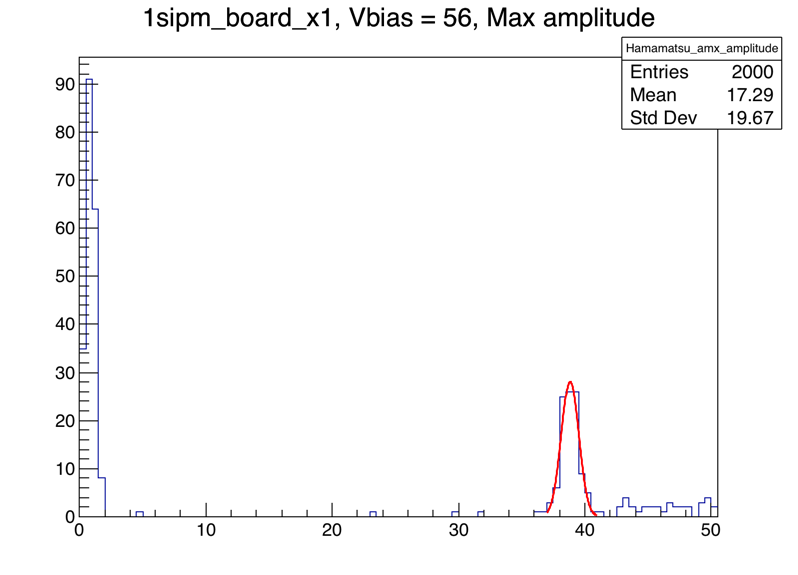 1sipm_board_x1, Vbias = 56, Max amplitude
Hamamatsu_amx_amplitude
Entries 2000
Mean 17.29
Std Dev 19.67
90
80
70
60
50
40
30
20
10
0
0 10 20 30 40 50